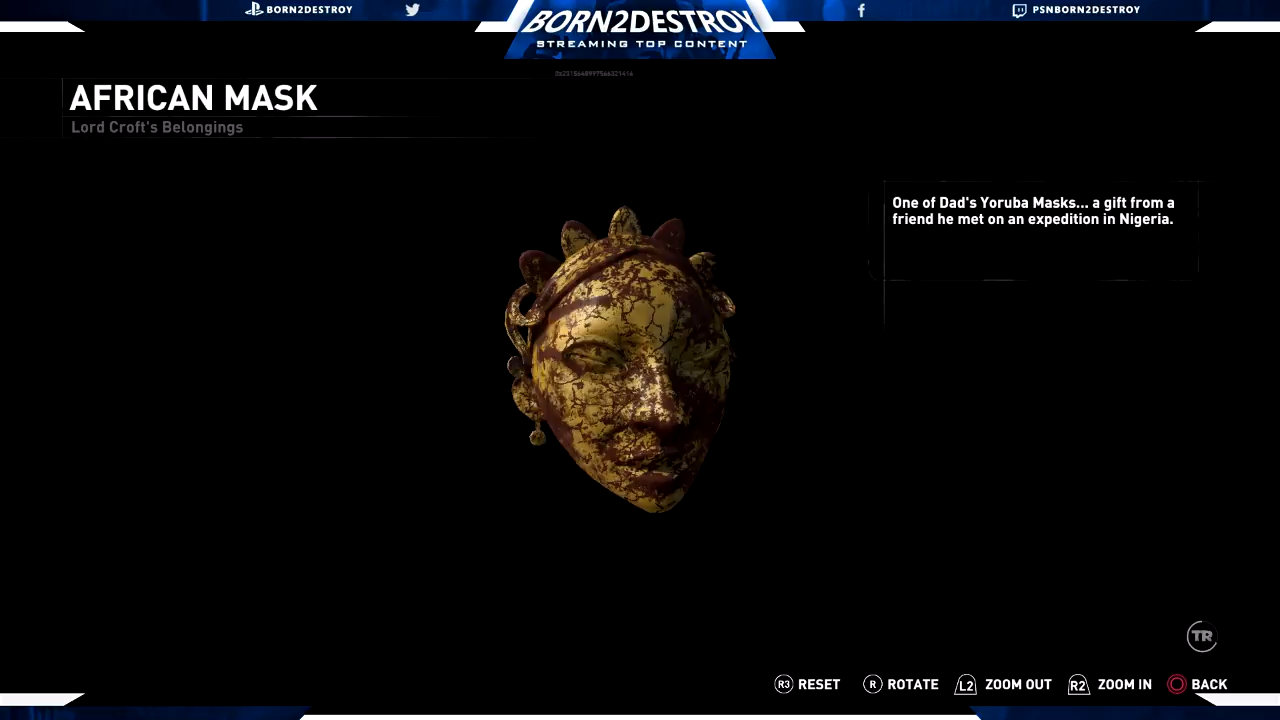 BORN2DESTROY
BORN2DESTROY
STREAMING TOP CONTENT
PSNBORN2DESTROY
AFRICAN MASK
Lord Croft's Belongings
One of Dad's Yoruba Masks... a gift from a
friend he met on an expedition in Nigeria.
TR
R3 RESET R ROTATE L2 ZOOM OUT R2 ZOOM IN BACK